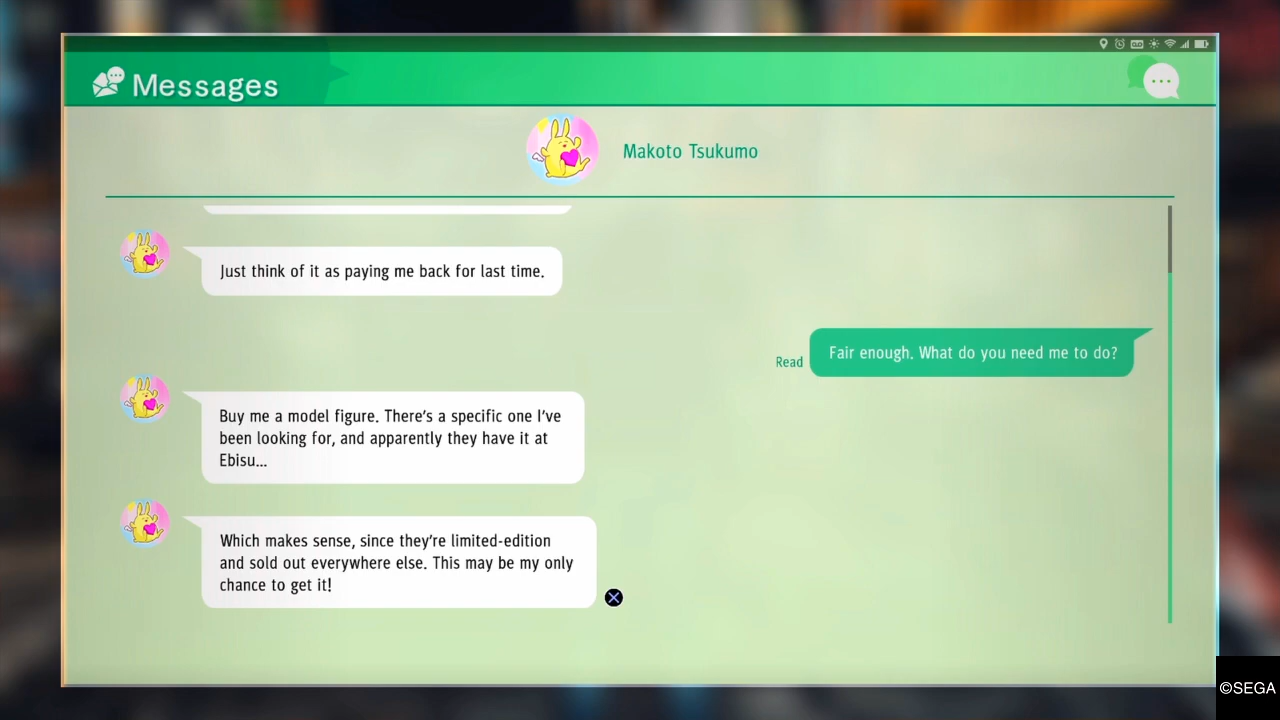 Messages
Makoto Tsukumo
Just think of it as paying me back for last time.
Read
Fair enough. What do you need me to do?
Buy me a model figure. There's a specific one I've
been looking for, and apparently they have it at
Ebisu...
Which makes sense, since they're limited-edition
and sold out everywhere else. This may be my only
chance to get it!
©SEGA